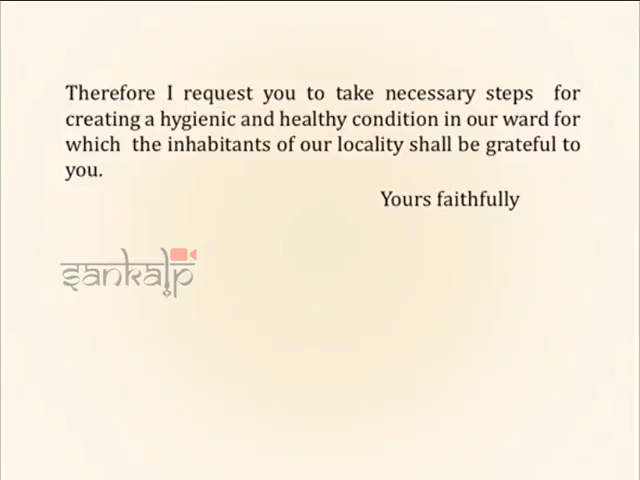 Therefore I request you to take necessary steps for
creating a hygienic and healthy condition in our ward for
which the inhabitants of our locality shall be grateful to
you.
Yours faithfully
sankalp